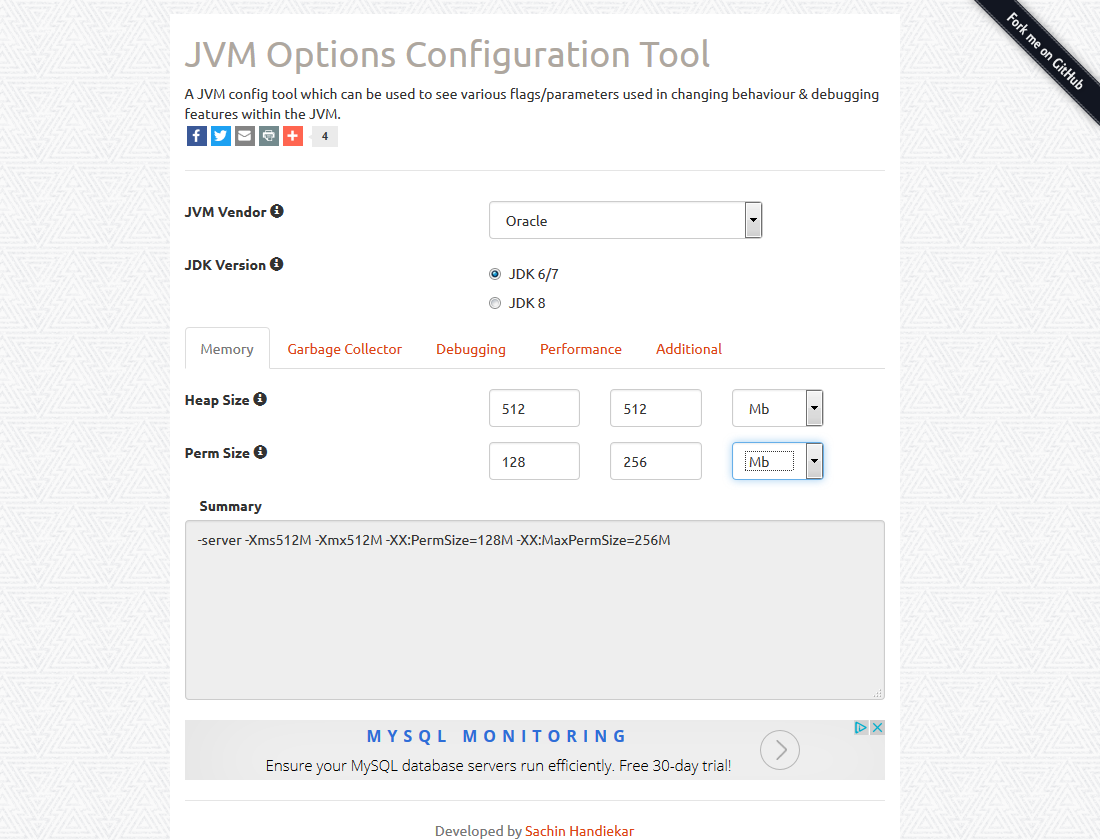 Fork me on GitHub
JVM Options Configuration Tool
A JVM config tool which can be used to see various flags/parameters used in changing behaviour & debugging
features within the JVM.
4
JVM Vendor
Oracle
JDK Version
JDK 6/7
JDK 8
Memory Garbage Collector Debugging Performance Additional
Heap Size 512 512 Mb
Perm Size 128 256 Mb
Summary
-server -Xms512M -Xmx512M -XX:PermSize=128M -XX:MaxPermSize=256M
MYSQL MONITORING
Ensure your MySQL database servers run efficiently. Free 30-day trial!
Developed by Sachin Handiekar